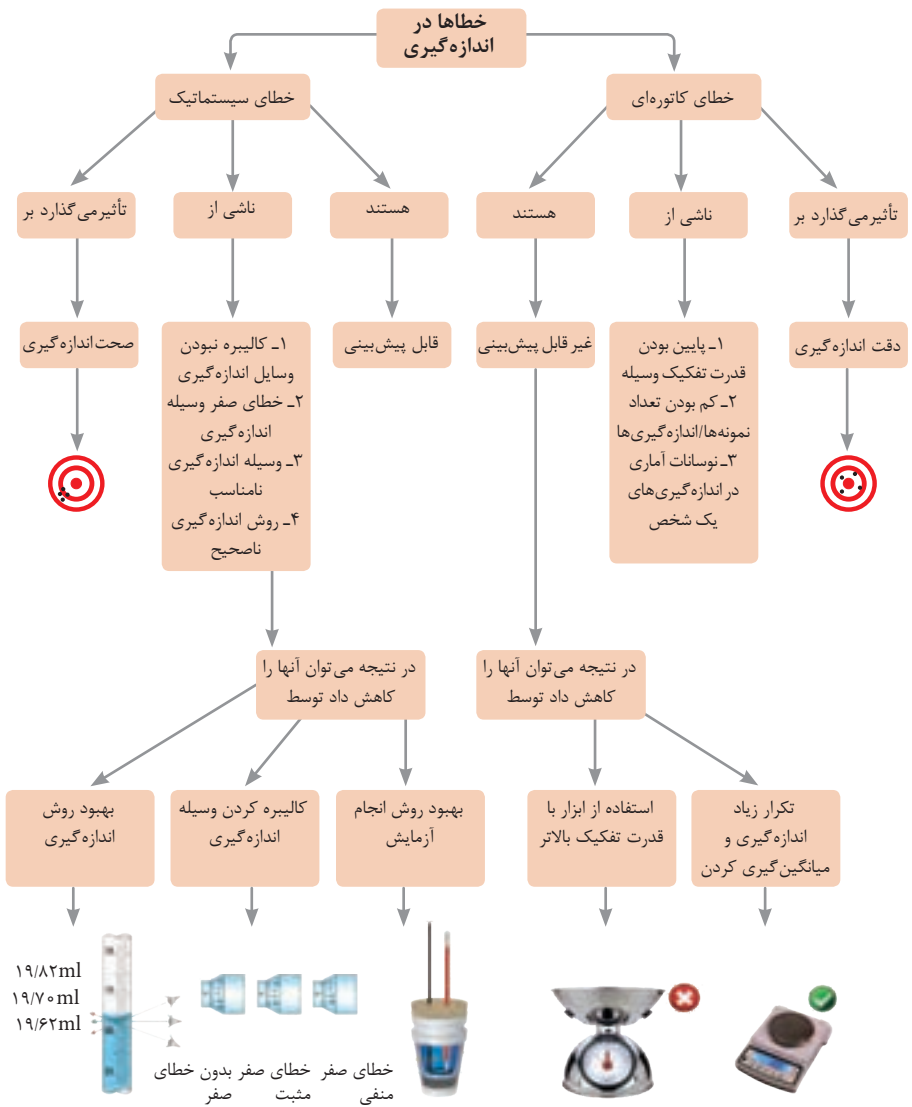 خطاها در
اندازه‌گیری
خطای کاتوره‌ای
خطای سیستماتیک
تأثیرمی‌گذارد بر
ناشی از
هستند
هستند
ناشی از
تأثیرمی‌گذارد بر
دقت اندازه‌گیری
۱ـ پایین بودن
قدرت تفکیک وسیله
۲ـ کم بودن تعداد
نمونه‌ها/اندازه‌گیری‌ها
۳ـ نوسانات آماری
در اندازه‌گیری‌های
یک شخص
غیر قابل پیش‌بینی
قابل پیش‌بینی
۱ـ کالیبره نبودن
وسایل اندازه‌گیری
۲ـ خطای صفر وسیله
اندازه‌گیری
۳ـ وسیله اندازه‌گیری
نامناسب
۴ـ روش اندازه‌گیری
ناصحیح
صحت اندازه‌گیری
در نتیجه می‌توان آنها را
کاهش داد توسط
در نتیجه می‌توان آنها را
کاهش داد توسط
تکرار زیاد
اندازه‌گیری و
میانگین‌گیری کردن
استفاده از ابزار با
قدرت تفکیک بالاتر
بهبود روش انجام
آزمایش
کالیبره کردن وسیله
اندازه‌گیری
بهبود روش
اندازه‌گیری
۱۹/۸۲ml
۱۹/۷۰ml
۱۹/۶۲ml
خطای صفر
منفی
خطای صفر
مثبت
بدون خطای
صفر